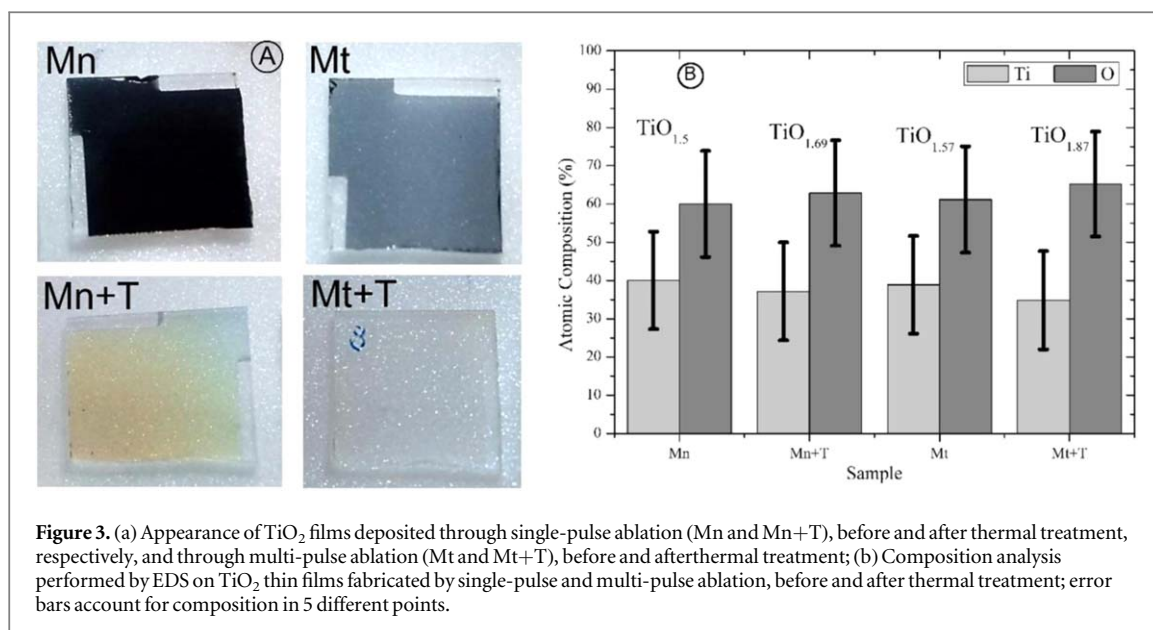 Mn
A
Mt
Mn+T
Mt+T
B
Ti
O
TiO1.5
TiO1.69
TiO1.57
TiO1.87
100
90
80
70
60
50
40
30
20
10
0
Atomic Composition (%)
Mn
Mn+T
Mt
Mt+T
Sample
Figure 3. (a) Appearance of TiO2 films deposited through single-pulse ablation (Mn and Mn+T), before and after thermal treatment,
respectively, and through multi-pulse ablation (Mt and Mt+T), before and afterthermal treatment; (b) Composition analysis
performed by EDS on TiO2 thin films fabricated by single-pulse and multi-pulse ablation, before and after thermal treatment; error
bars account for composition in 5 different points.